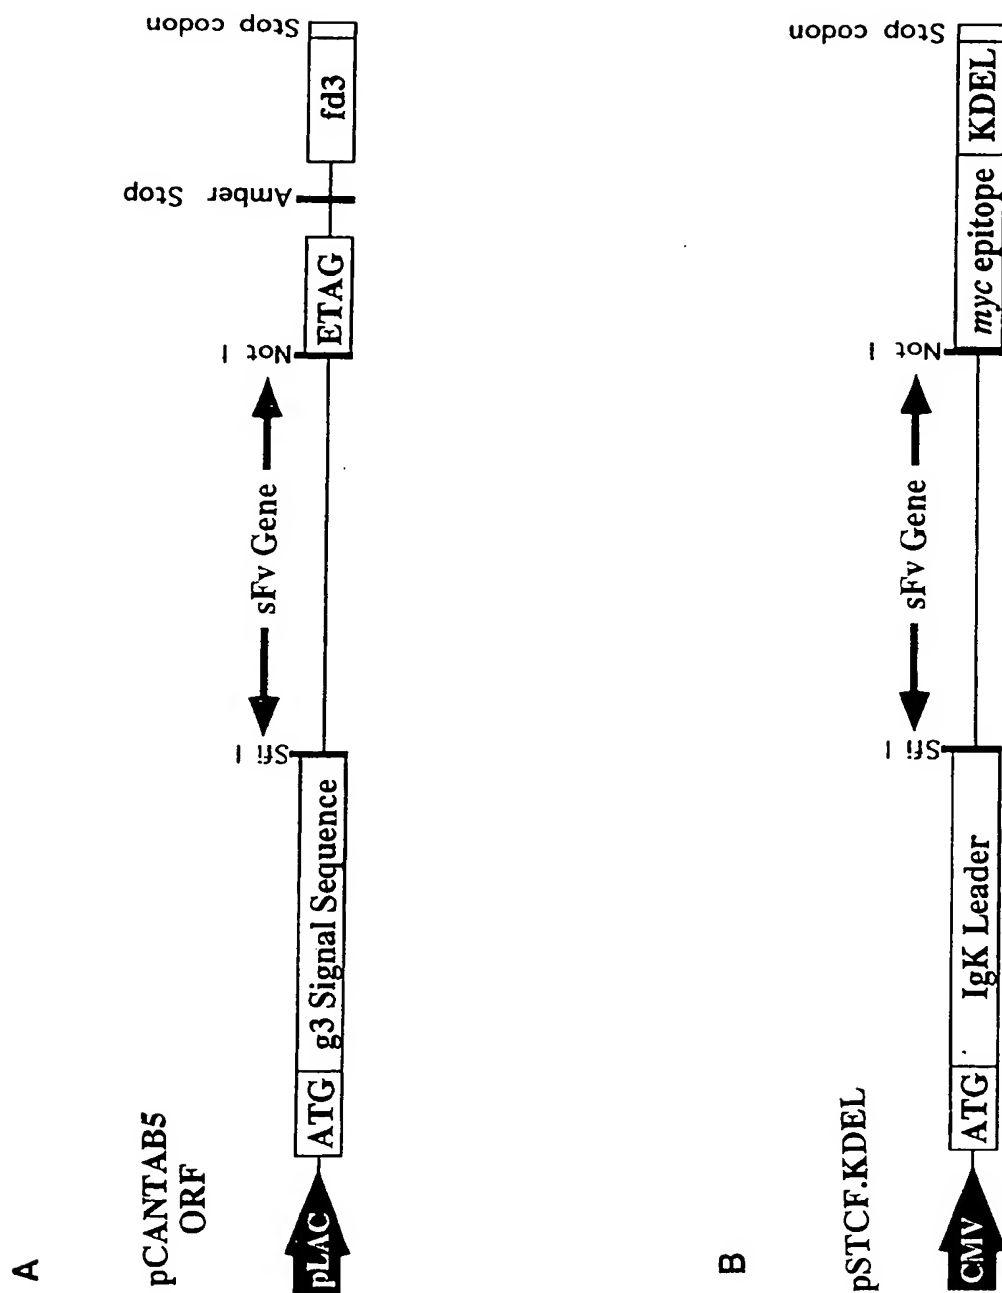 A
pCANTAB5
ORF
pLAC
ATG
g3 Signal Sequence
Sfi I
sFv Gene
Not I
ETAG
Amber Stop
fd3
Stop codon
B
pSTCF.KDEL
CMV
ATG
IgK Leader
Sfi I
sFv Gene
Not I
myc epitope
KDEL
Stop codon